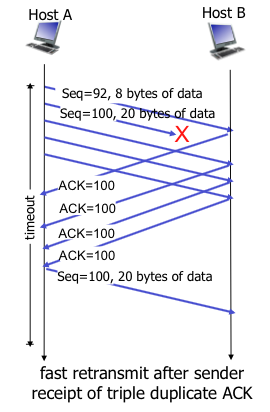 Host A
Host B
Seq=92, 8 bytes of data
Seq=100, 20 bytes of data
X
timeout
ACK=100
ACK=100
ACK=100
ACK=100
Seq=100, 20 bytes of data
fast retransmit after sender
receipt of triple duplicate ACK